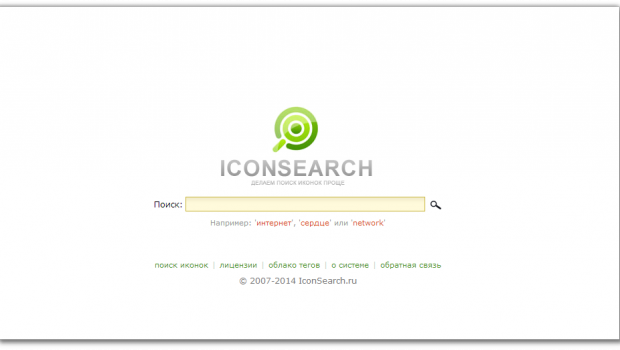 ICONSEARCH
ДЕЛАЕМ ПОИСК ИКОНОК ПРОЩЕ
Поиск:
Например: 'интернет', 'сердце' или 'network'
поиск иконок | лицензии | облако тегов | о системе | обратная связь
© 2007-2014 IconSearch.ru